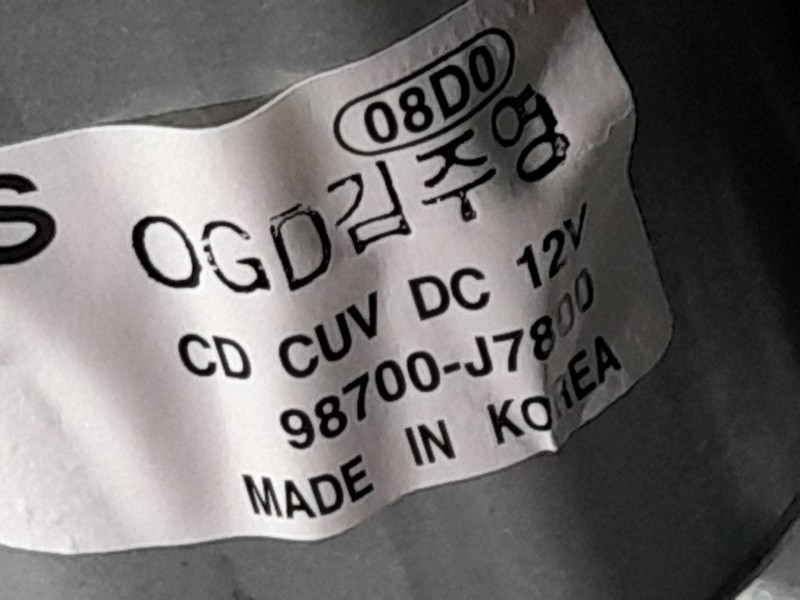 08D0
S
OGD김주영
CD CUV DC 12V
98700-J7800
MADE IN KOREA